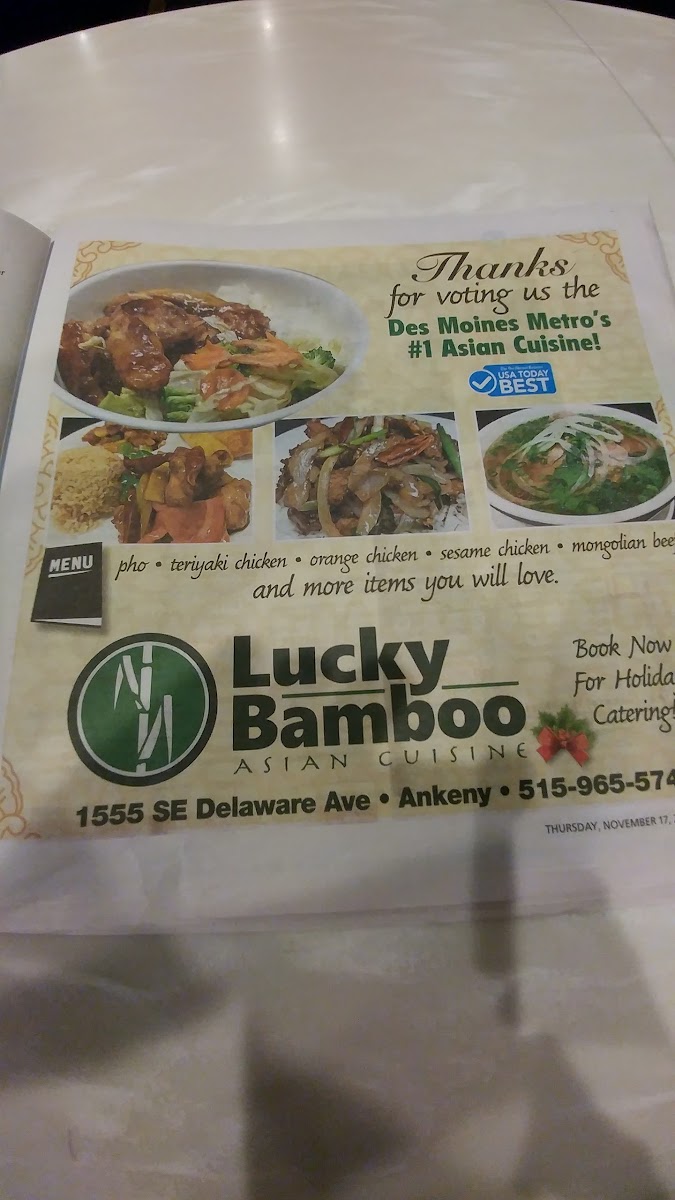 Thanks
for voting us the
Des Moines Metro's
#1 Asian Cuisine!
USA TODAY
BEST
MENU
pho • teriyaki chicken • orange chicken • sesame chicken • mongolian bee
and more items you will love.
Lucky
Bamboo
ASIAN CUISINE
Book Now
For Holida
Catering!
1555 SE Delaware Ave • Ankeny • 515-965-574
THURSDAY, NOVEMBER 17,